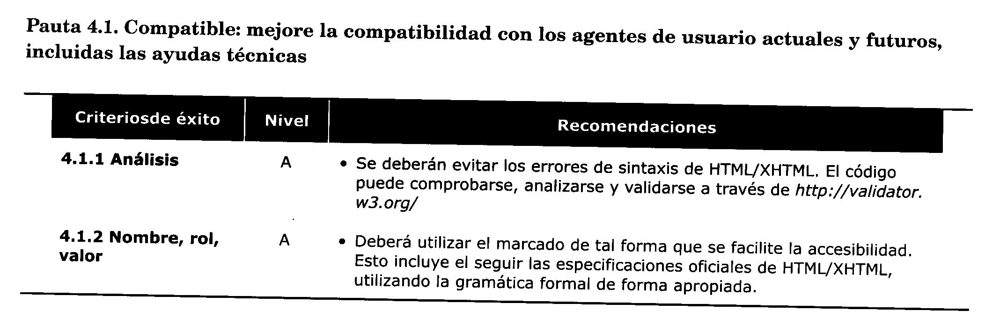 Pauta 4.1. Compatible: mejore la compatibilidad con los agentes de usuario actuales y futuros,
incluidas las ayudas técnicas
Criteriosde éxito Nivel Recomendaciones
4.1.1 Análisis A • Se deberán evitar los errores de sintaxis de HTML/XHTML. El código
puede comprobarse, analizarse y validarse a través de http://validator.
w3.org/
4.1.2 Nombre, rol, A • Deberá utilizar el marcado de tal forma que se facilite la accesibilidad.
valor Esto incluye el seguir las especificaciones oficiales de HTML/XHTML,
utilizando la gramática formal de forma apropiada.